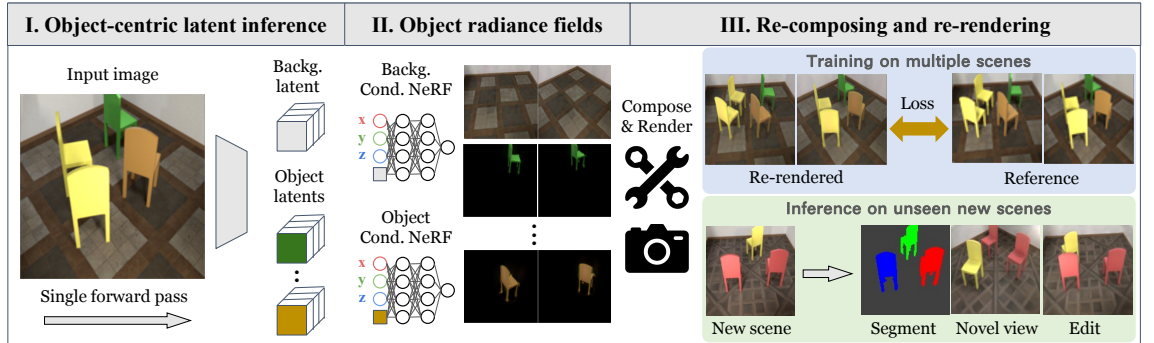 I. Object-centric latent inference
II. Object radiance fields
III. Re-composing and re-rendering
Input image
Single forward pass
Backg.
latent
Object
latents
Backg.
Cond. NeRF
x
y
z
Object
Cond. NeRF
x
y
z
Compose
& Render
Training on multiple scenes
Loss
Re-rendered
Reference
Inference on unseen new scenes
New scene
Segment
Novel view
Edit